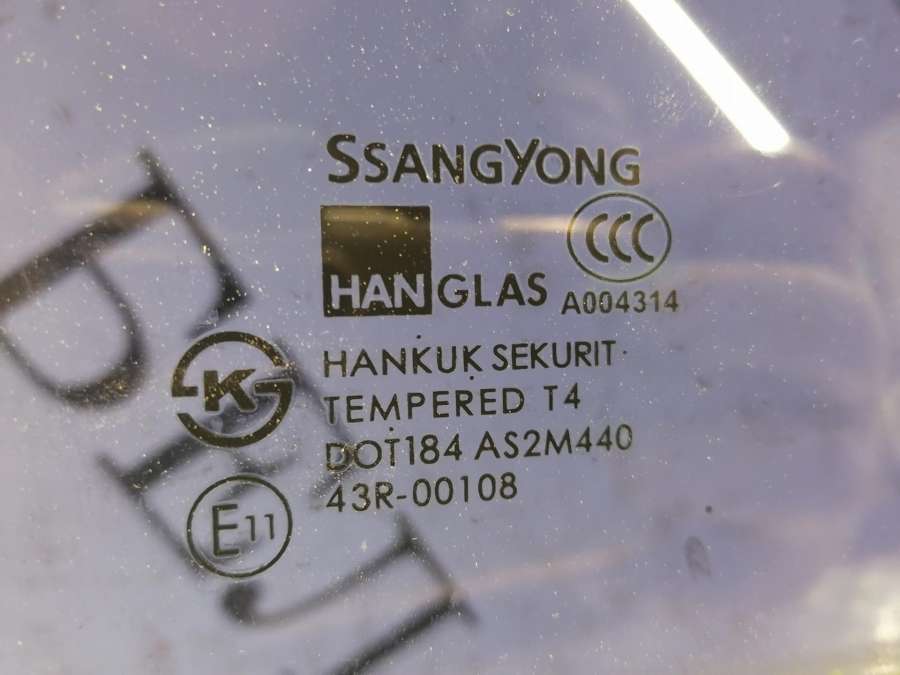 SSANGYONG
HANGLAS
CCC
A004314
HANKUK SEKURIT
K
TEMPERED T4
DOT184 AS2M440
43R-00108
E11